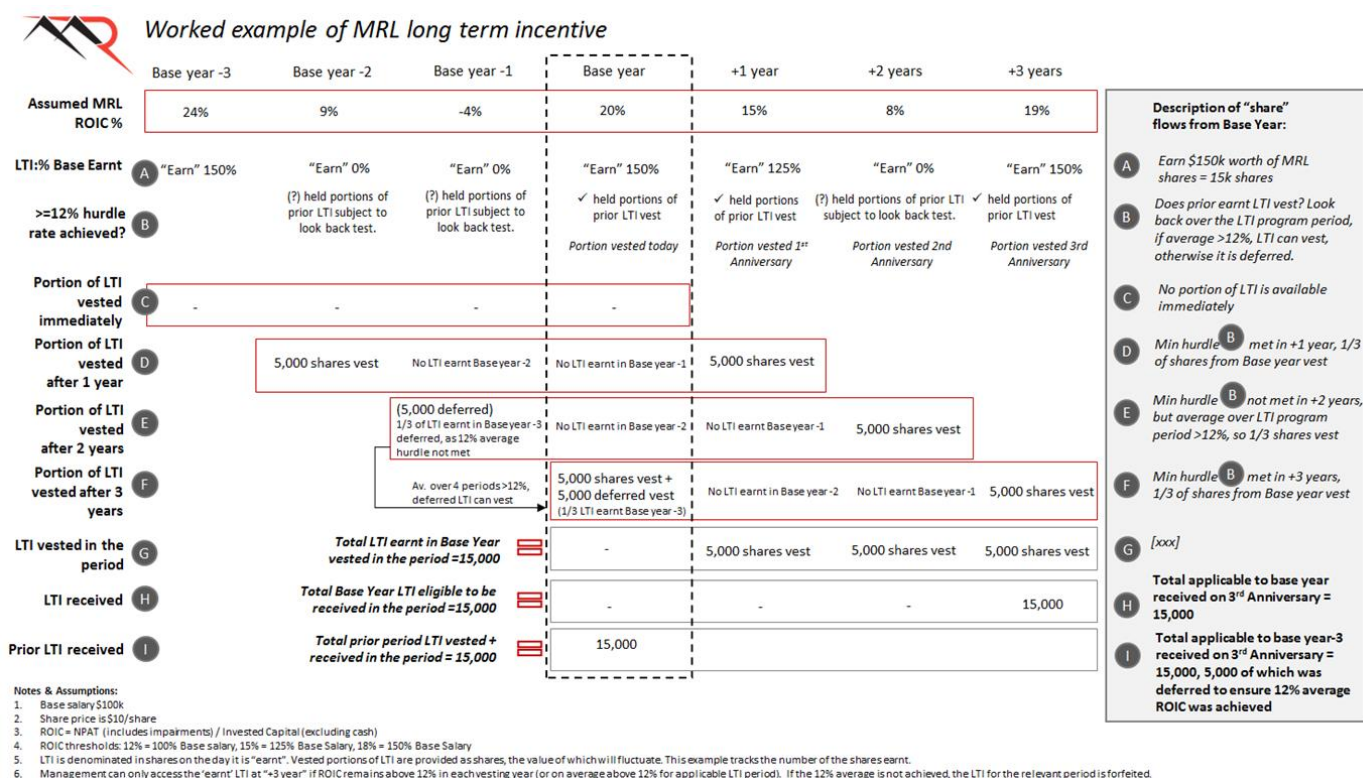 Worked example of MRL long term incentive
Base year -3
Base year -2
Base year -1
Base year
+1 year
+2 years
+3 years
Assumed MRL
ROIC %
24%
9%
-4%
20%
15%
8%
19%
LTI:% Base Earnt
A
"Earn" 150%
"Earn" 0%
"Earn" 0%
"Earn" 150%
"Earn" 125%
"Earn" 0%
"Earn" 150%
>=12% hurdle
rate achieved?
B
(?) held portions of
prior LTI subject to
look back test.
(?) held portions of
prior LTI subject to
look back test.
✓ held portions of
prior LTI vest
Portion vested today
✓ held portions
of prior LTI vest
Portion vested 1st
Anniversary
(?) held portions of prior LTI
subject to look back test.
Portion vested 2nd
Anniversary
✓ held portions
of prior LTI vest
Portion vested 3rd
Anniversary
Portion of LTI
vested
immediately
C
-
-
-
-
Portion of LTI
vested
after 1 year
D
5,000 shares vest
No LTI earnt Base year-2
No LTI earnt in Base year-1
5,000 shares vest
Portion of LTI
vested
after 2 years
E
(5,000 deferred)
1/3 of LTI earnt in Base year-3
deferred, as 12% average
hurdle not met
No LTI earnt in Base year-2
No LTI earnt Base year-1
5,000 shares vest
Portion of LTI
vested after 3
years
F
Av. over 4 periods >12%,
deferred LTI can vest
5,000 shares vest +
5,000 deferred vest
(1/3 LTI earnt Base year-3)
No LTI earnt in Base year-2
No LTI earnt Base year-1
5,000 shares vest
LTI vested in the
period
G
Total LTI earnt in Base Year
vested in the period =15,000
-
5,000 shares vest
5,000 shares vest
5,000 shares vest
LTI received
H
Total Base Year LTI eligible to be
received in the period =15,000
-
-
-
15,000
Prior LTI received
I
Total prior period LTI vested +
received in the period = 15,000
15,000
Description of "share"
flows from Base Year:
A
Earn $150k worth of MRL
shares = 15k shares
B
Does prior earnt LTI vest? Look
back over the LTI program period,
if average >12%, LTI can vest,
otherwise it is deferred.
C
No portion of LTI is available
immediately
D
Min hurdle B met in +1 year, 1/3
of shares from Base year vest
E
Min hurdle B not met in +2 years,
but average over LTI program
period >12%, so 1/3 shares vest
F
Min hurdle B met in +3 years,
1/3 of shares from Base year vest
G
[xxx]
H
Total applicable to base year
received on 3rd Anniversary =
15,000
I
Total applicable to base year-3
received on 3rd Anniversary =
15,000, 5,000 of which was
deferred to ensure 12% average
ROIC was achieved
Notes & Assumptions:
1. Base salary $100k
2. Share price is $10/share
3. ROIC = NPAT (includes impairments) / Invested Capital (excluding cash)
4. ROIC thresholds: 12% = 100% Base salary, 15% = 125% Base Salary, 18% = 150% Base Salary
5. LTI is denominated in shares on the day it is "earnt". Vested portions of LTI are provided as shares, the value of which will fluctuate. This example tracks the number of the shares earnt.
6. Management can only access the 'earnt' LTI at "+3 year" if ROIC remains above 12% in each vesting year (or on average above 12% for applicable LTI period). If the 12% average is not achieved, the LTI for the relevant period is forfeited.